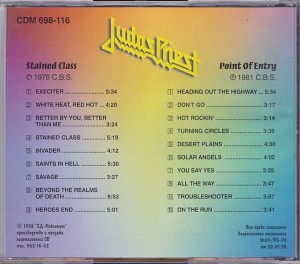 CDM 698-116
Judas Priest
Stained Class
℗ 1978 C.B.S.
1 EXECITER ▸ 5:34
2 WHITE HEAT, RED HOT ▸ 4:20
3 BETTER BY YOU, BETTER
THAN ME ▸ 3:24
4 STAINED CLASS ▸ 5:19
5 INVADER ▸ 4:12
6 SAINTS IN HELL ▸ 5:30
7 SAVAGE ▸ 3:27
8 BEYOND THE REALMS
OF DEATH ▸ 6:53
9 HEROES END ▸ 5:01
Point Of Entry
℗ 1981 C.B.S.
10 HEADING OUT THE HIGHWAY ▸ 3:50
11 DON'T GO ▸ 3:17
12 HOT ROCKIN' ▸ 3:14
13 TURNING CIRCLES ▸ 3:39
14 DESERT PLAINS ▸ 4:30
15 SOLAR ANGELS ▸ 4:02
16 YOU SAY YES ▸ 3:25
17 ALL THE WAY ▸ 3:47
18 TROUBLESHOOTER ▸ 3:57
19 ON THE RUN ▸ 3:41
© 1998